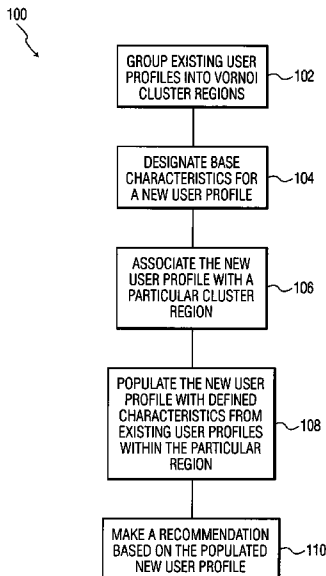 100
GROUP EXISTING USER
PROFILES INTO VORNOI
CLUSTER REGIONS
102
DESIGNATE BASE
CHARACTERISTICS FOR
A NEW USER PROFILE
104
ASSOCIATE THE NEW
USER PROFILE WITH A
PARTICULAR CLUSTER
REGION
106
POPULATE THE NEW USER
PROFILE WITH DEFINED
CHARACTERISTICS FROM
EXISTING USER PROFILES
WITHIN THE PARTICULAR
REGION
108
MAKE A RECOMMENDATION
BASED ON THE POPULATED
NEW USER PROFILE
110